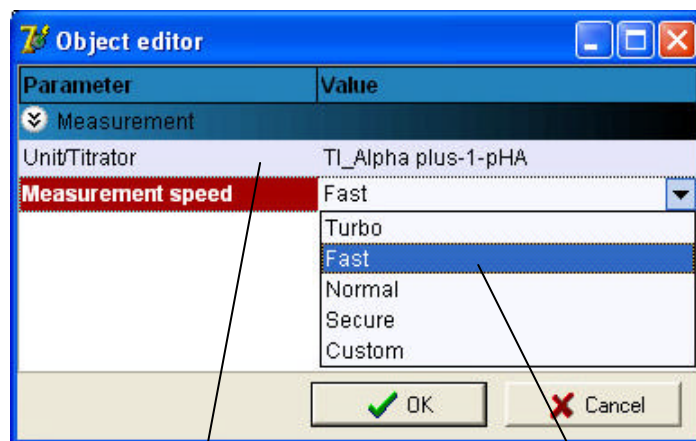 Object editor
Parameter Value
Measurement
Unit/Titrator TI_Alpha plus-1-pHA
Measurement speed Fast
Turbo
Fast
Normal
Secure
Custom
OK Cancel